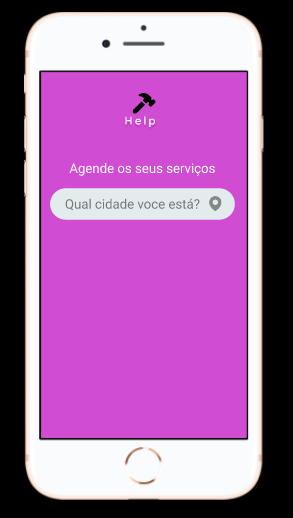 Help
Agende os seus serviços
Qual cidade voce está?